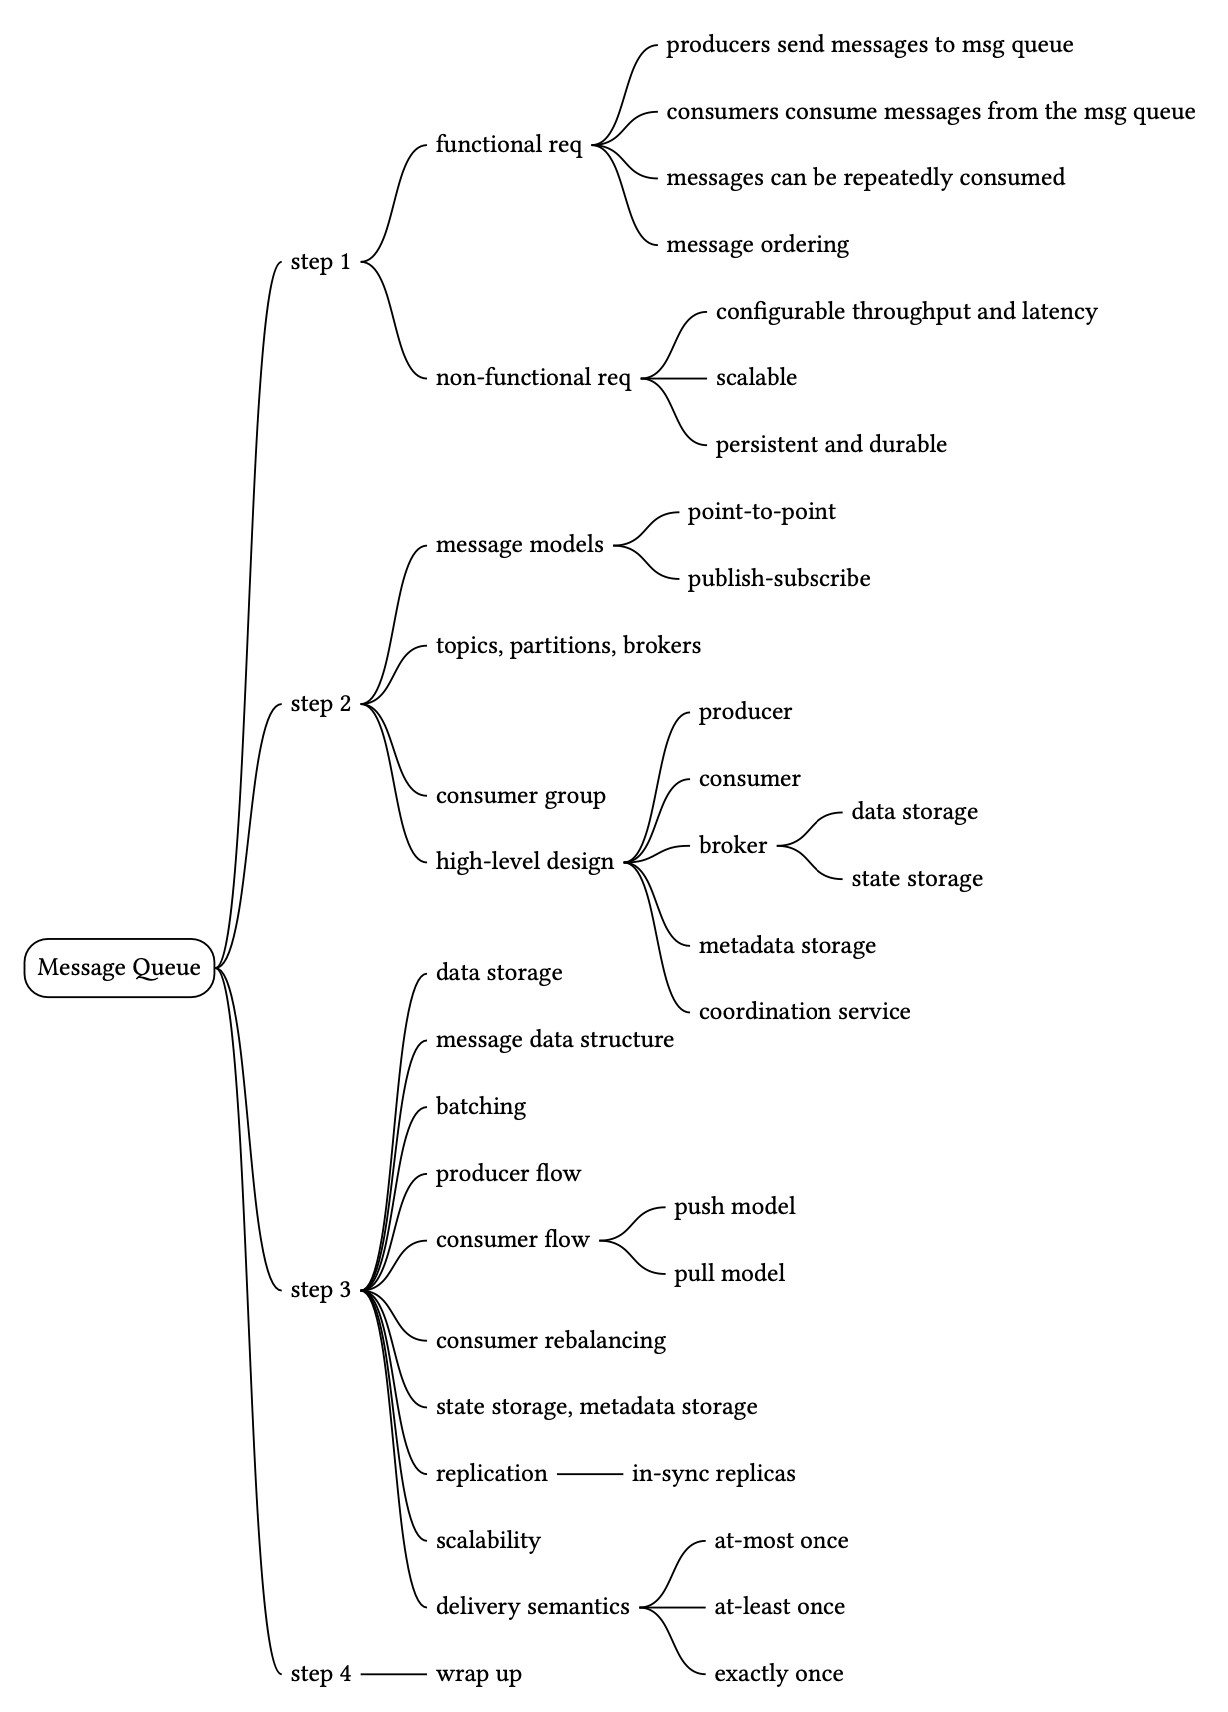 Message Queue
step 1
functional req
producers send messages to msg queue
consumers consume messages from the msg queue
messages can be repeatedly consumed
message ordering
non-functional req
configurable throughput and latency
scalable
persistent and durable
step 2
message models
point-to-point
publish-subscribe
topics, partitions, brokers
consumer group
high-level design
producer
consumer
broker
data storage
state storage
metadata storage
coordination service
step 3
data storage
message data structure
batching
producer flow
consumer flow
push model
pull model
consumer rebalancing
state storage, metadata storage
replication
in-sync replicas
scalability
delivery semantics
at-most once
at-least once
exactly once
step 4
wrap up